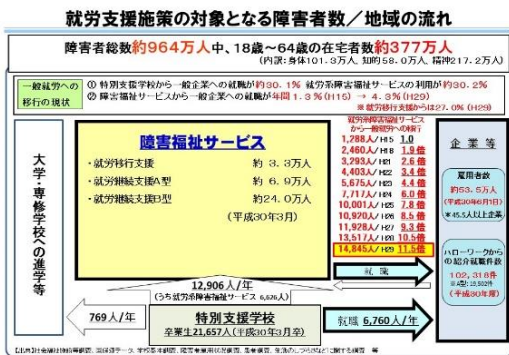 就労支援施策の対象となる障害者数／地域の流れ
障害者総数約964万人中、18歳～64歳の在宅者数約377万人
(内訳:身体101.3万人、知的58.0万人、精神217.2万人)
一般就労への
移行の現状
① 特別支援学校から一般企業への就職が約30.1% 就労系障害福祉サービスの利用が約30.2%
② 障害福祉サービスから一般企業への就職が年間1.3%(H15) → 4.3%(H29)
※就労移行支援からは27.0%(H29)
大学・専修学校への進学等
障害福祉サービス
・就労移行支援 約 3.3万人
・就労継続支援A型 約 6.9万人
・就労継続支援B型 約24.0万人
(平成30年3月)
就労系障害福祉サービス
から一般就労への移行
1,288人/ H15 1.0
2,460人/ H18 1.9倍
3,293人/ H21 2.6倍
4,403人/ H22 3.4倍
5,675人/ H23 4.4倍
7,717人/ H24 6.0倍
10,001人/ H25 7.8倍
10,920人/ H26 8.5倍
11,928人/ H27 9.3倍
13,517人/ H28 10.5倍
14,845人/ H29 11.5倍
就職
企業等
雇用者数
約53.5万人
(平成30年6月1日)
*45.5人以上企業
ハローワークから
の紹介就職件数
102,318件
※A型:19,502件
(平成30年度)
12,906人/年
(うち就労系障害福祉サービス 6,626人)
769人/年
特別支援学校
卒業生21,657人(平成30年3月卒)
就職 6,760人/年